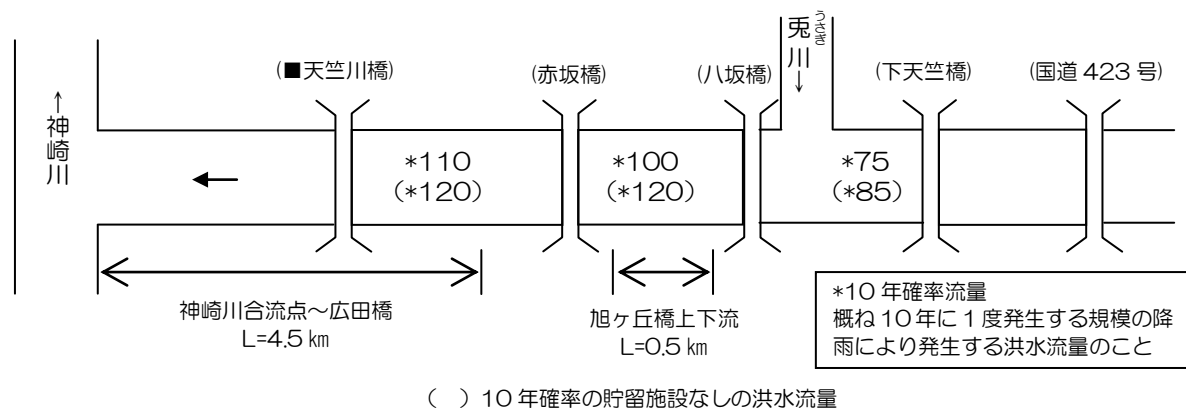 兎川↓
うさぎ
(■天竺川橋)
(赤坂橋)
(八坂橋)
(下天竺橋)
(国道 423 号)
↑神崎川
←
*110
(*120)
*100
(*120)
*75
(*85)
神崎川合流点～広田橋
L=4.5 ㎞
旭ヶ丘橋上下流
L=0.5 ㎞
*10 年確率流量
概ね 10 年に 1 度発生する規模の降
雨により発生する洪水流量のこと
( ) 10 年確率の貯留施設なしの洪水流量